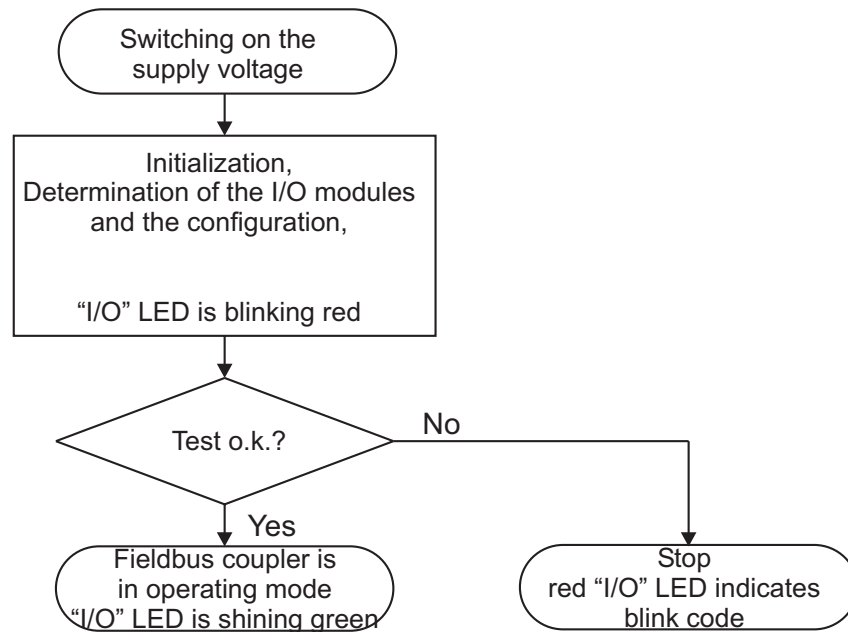 Switching on the
supply voltage
Initialization,
Determination of the I/O modules
and the configuration,
“I/O” LED is blinking red
Test o.k.?
No
Yes
Fieldbus coupler is
in operating mode
“I/O” LED is shining green
Stop
red “I/O” LED indicates
blink code